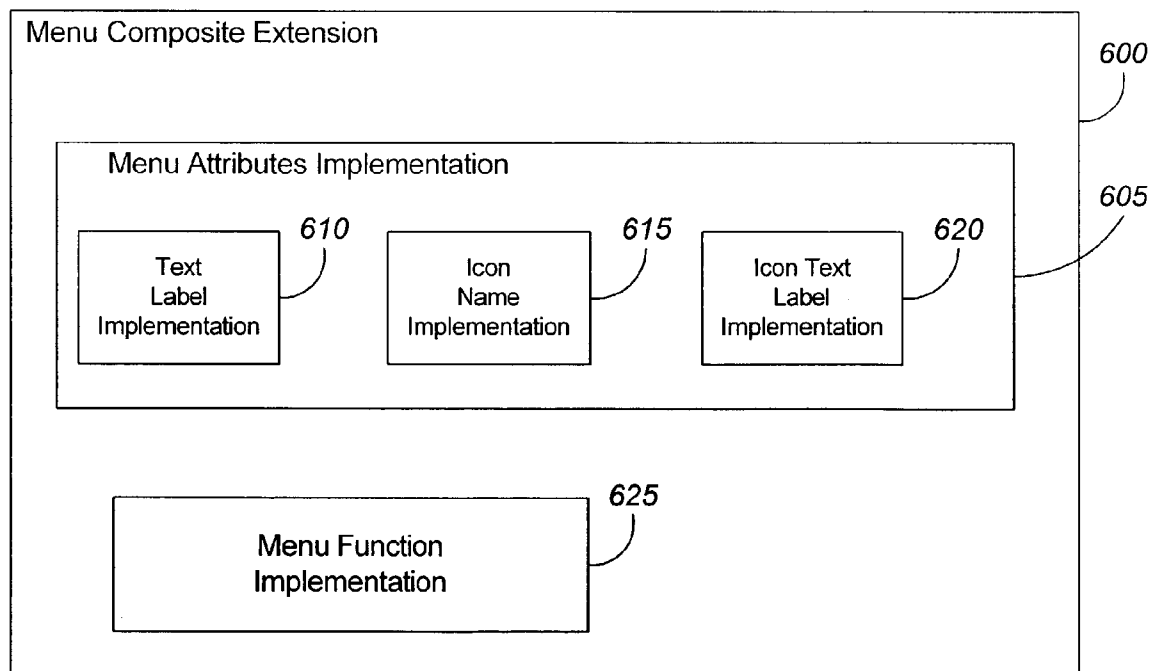 Menu Composite Extension
600
Menu Attributes Implementation
605
610
615
620
Text
Label
Implementation
Icon
Name
Implementation
Icon Text
Label
Implementation
625
Menu Function
Implementation